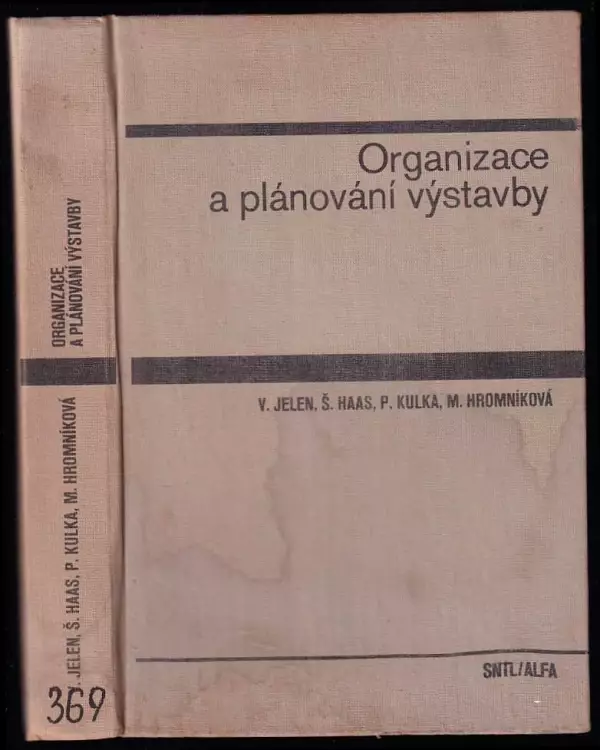 Organizace
a plánování výstavby
V. JELEN, Š. HAAS, P. KULKA, M. HROMNÍKOVÁ
SNTL/ALFA
ORGANIZACE
A PLÁNOVÁNÍ VÝSTAVBY
V. JELEN, Š. HAAS, P. KULKA, M. HROMNÍKOVÁ
369